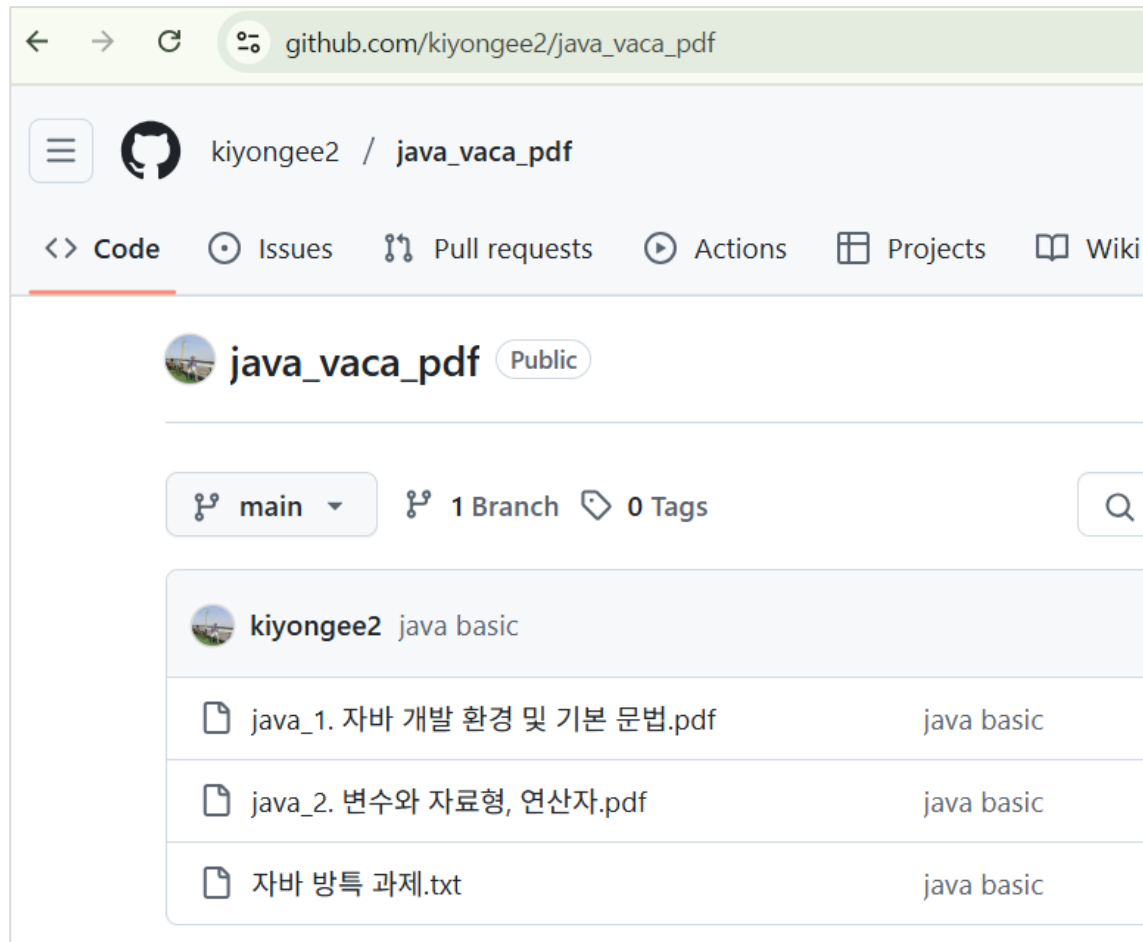 github.com/kiyongee2/java_vaca_pdf
kiyongee2 / java_vaca_pdf
Code Issues Pull requests Actions Projects Wiki
java_vaca_pdf Public
main 1 Branch 0 Tags
kiyongee2 java basic
java_1. 자바 개발 환경 및 기본 문법.pdf java basic
java_2. 변수와 자료형, 연산자.pdf java basic
자바 방특 과제.txt java basic